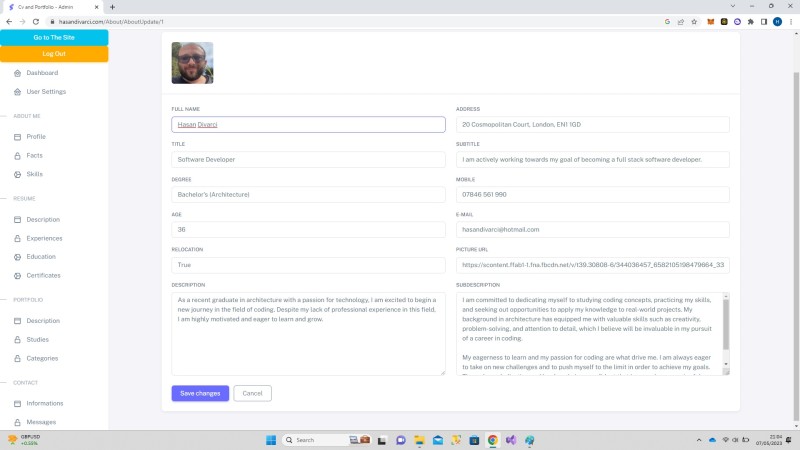 Cv and Portfolio - Admin
hasandivarci.com/About/AboutUpdate/1
Go to The Site
Log Out
Dashboard
User Settings
ABOUT ME
Profile
Facts
Skills
RESUME
Description
Experiences
Education
Certificates
PORTFOLIO
Description
Studies
Categories
CONTACT
Informations
Messages
FULL NAME
Hasan Divarci
ADDRESS
20 Cosmopolitan Court, London, EN1 1GD
TITLE
Software Developer
SUBTITLE
I am actively working towards my goal of becoming a full stack software developer.
DEGREE
Bachelor's (Architecture)
MOBILE
07846 561 990
AGE
36
E-MAIL
hasandivarci@hotmail.com
RELOCATION
True
PICTURE URL
https://scontent.flab1-1.fna.fbcdn.net/v/t39.30808-6/344036457_6582105198479664_33
DESCRIPTION
As a recent graduate in architecture with a passion for technology, I am excited to begin a
new journey in the field of coding. Despite my lack of professional experience in this field,
I am highly motivated and eager to learn and grow.
SUBDESCRIPTION
I am committed to dedicating myself to studying coding concepts, practicing my skills,
and seeking out opportunities to apply my knowledge to real-world projects. My
background in architecture has equipped me with valuable skills such as creativity,
problem-solving, and attention to detail, which I believe will be invaluable in my pursuit
of a career in coding.
My eagerness to learn and my passion for coding are what drive me. I am always eager
to take on new challenges and to push myself to the limit in order to achieve my goals.
Save changes
Cancel
GBPUSD
+0.55%
Search
07/05/2023